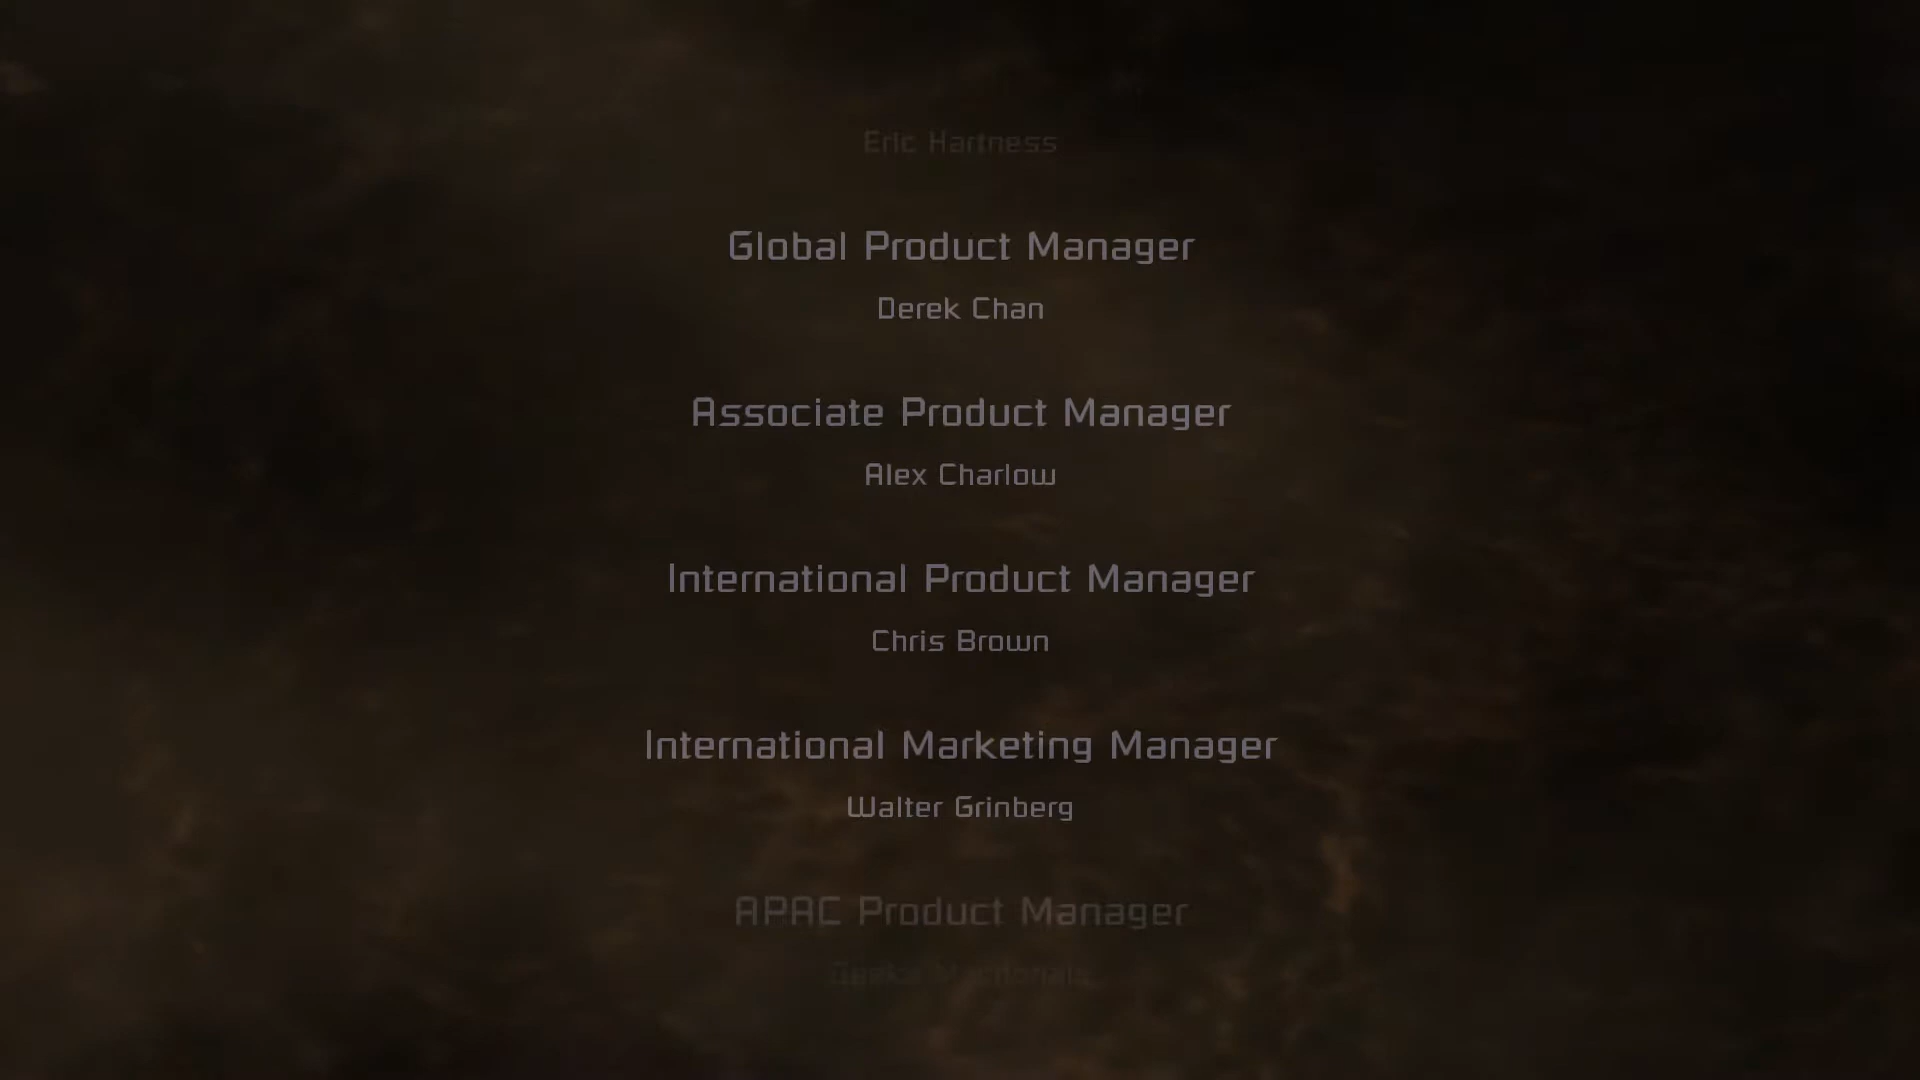 Eric Hartness
Global Product Manager
Derek Chan
Associate Product Manager
Alex Charlow
International Product Manager
Chris Brown
International Marketing Manager
Walter Grinberg
APAC Product Manager